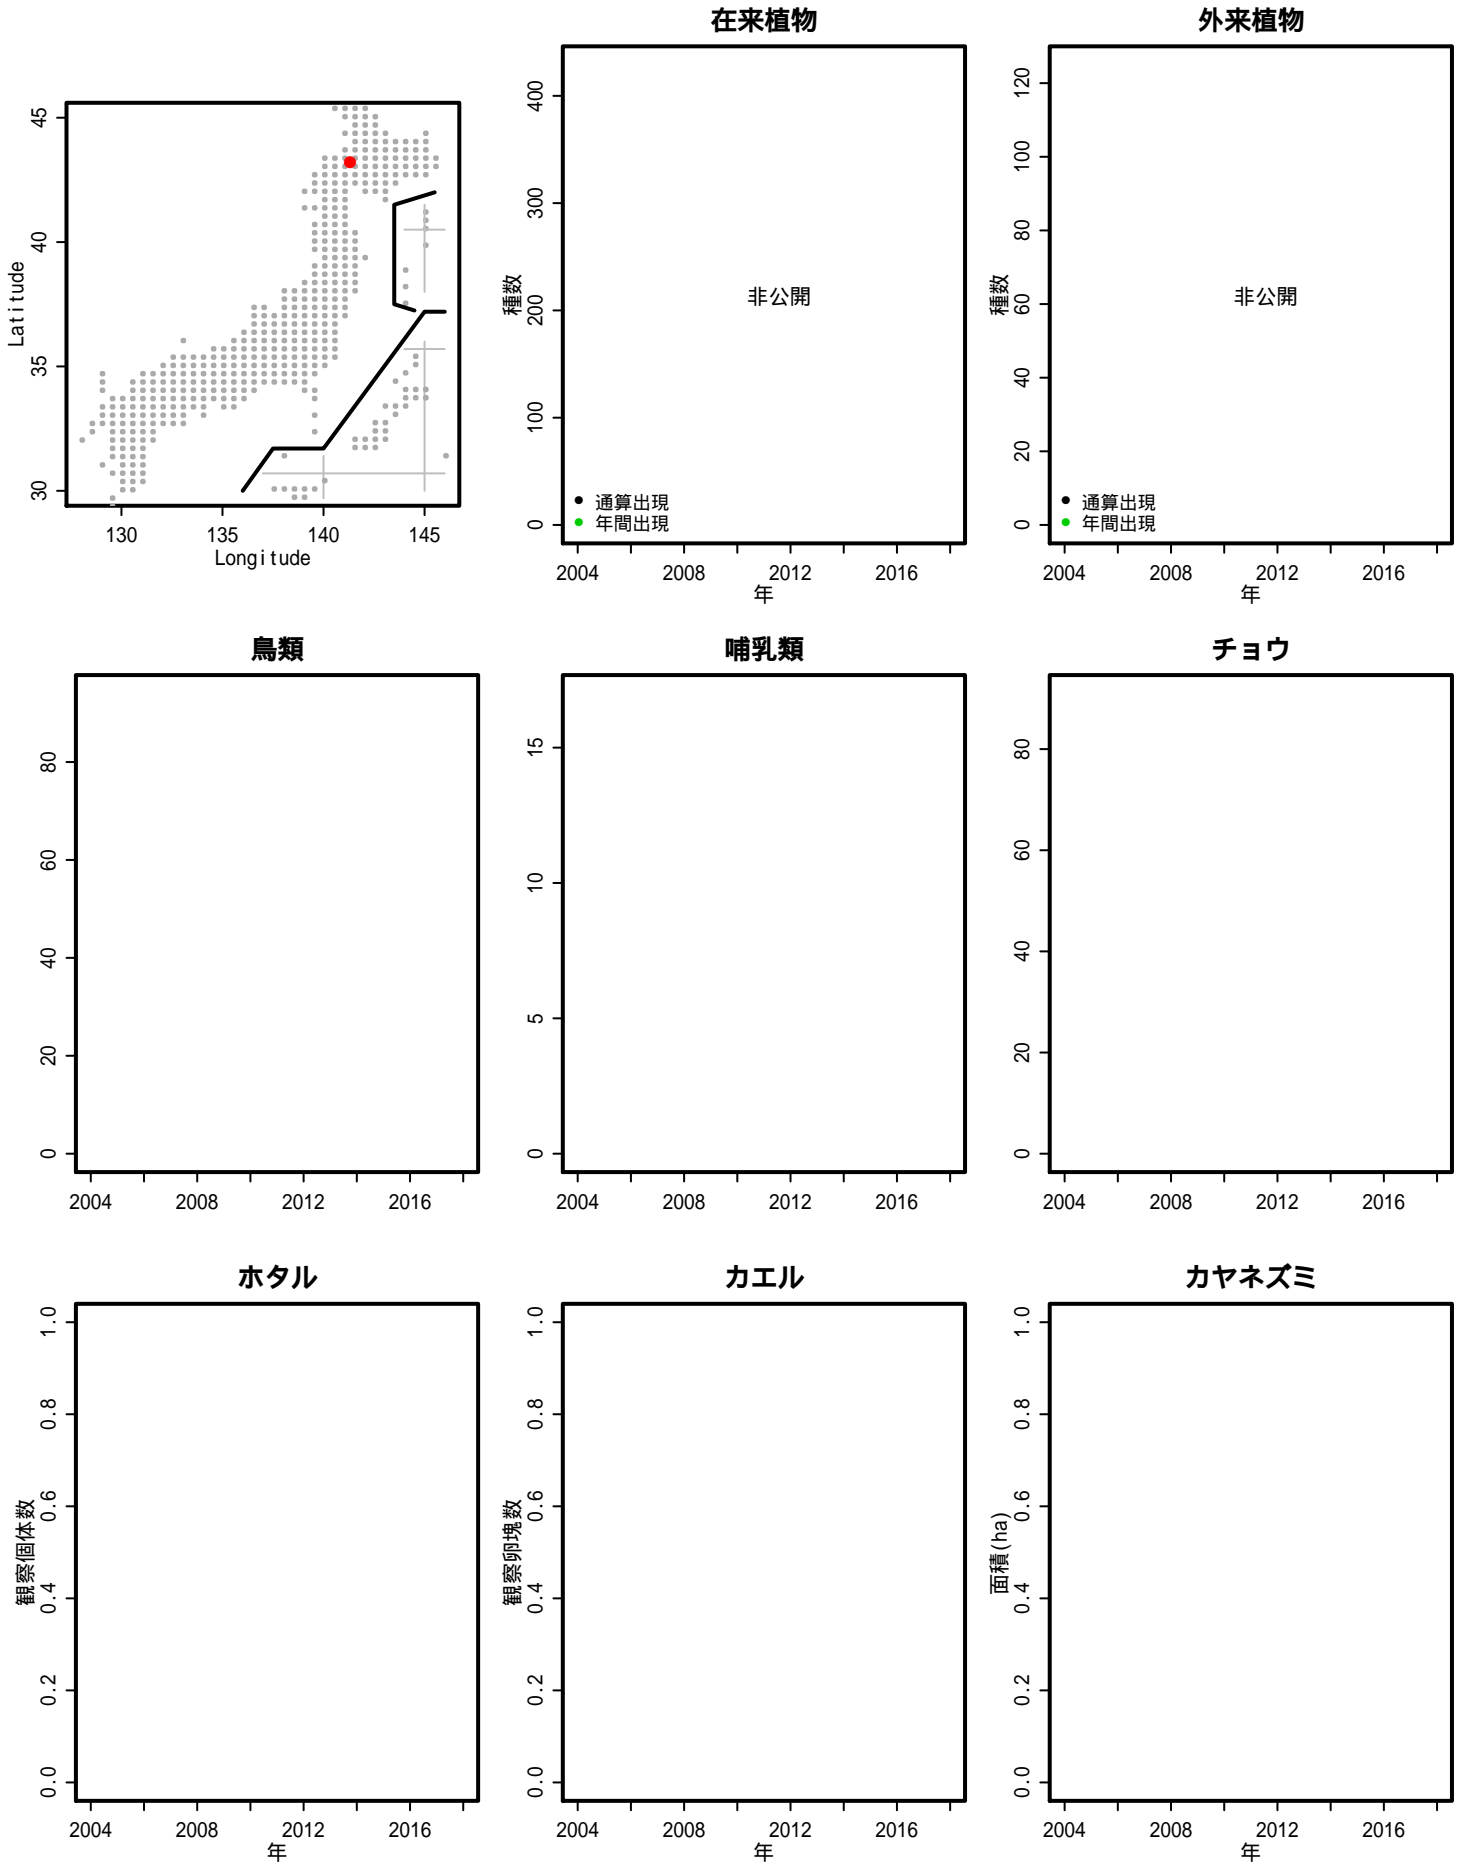 在来植物
外来植物
45
40
35
30
Latitude
130 135 140 145
Longitude
400
300
200
100
0
種数
非公開
通算出現
年間出現
2004 2008 2012 2016
年
120
100
80
60
40
20
0
種数
非公開
通算出現
年間出現
2004 2008 2012 2016
年
鳥類
80
60
40
20
0
2004 2008 2012 2016
哺乳類
15
10
5
0
2004 2008 2012 2016
チョウ
80
60
40
20
0
2004 2008 2012 2016
ホタル
1.0
0.8
0.6
0.4
0.2
0.0
観察個体数
2004 2008 2012 2016
年
カエル
1.0
0.8
0.6
0.4
0.2
0.0
観察卵塊数
2004 2008 2012 2016
年
カヤネズミ
1.0
0.8
0.6
0.4
0.2
0.0
面積(ha)
2004 2008 2012 2016
年